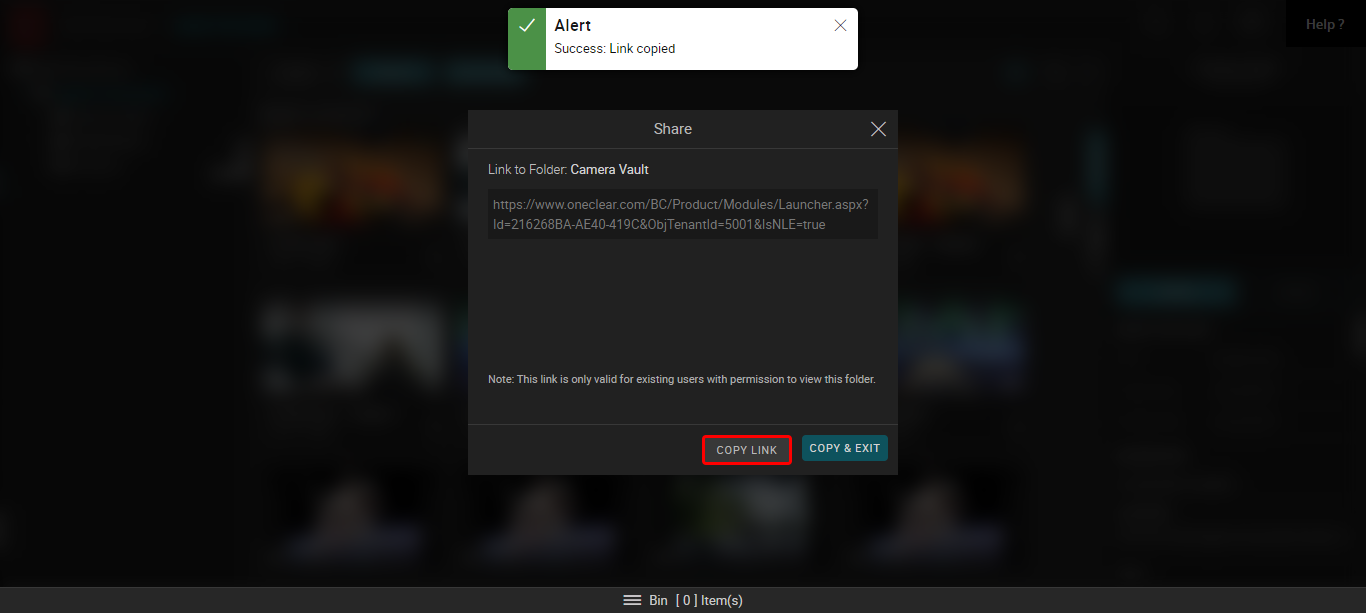 Alert
Success: Link copied
Help ?
Share
Link to Folder: Camera Vault
https://www.oneclear.com/BC/Product/Modules/Launcher.aspx?
Id=216268BA-AE40-419C&ObjTenantId=5001&IsNLE=true
Note: This link is only valid for existing users with permission to view this folder.
COPY LINK
COPY & EXIT
Bin [ 0 ] Item(s)